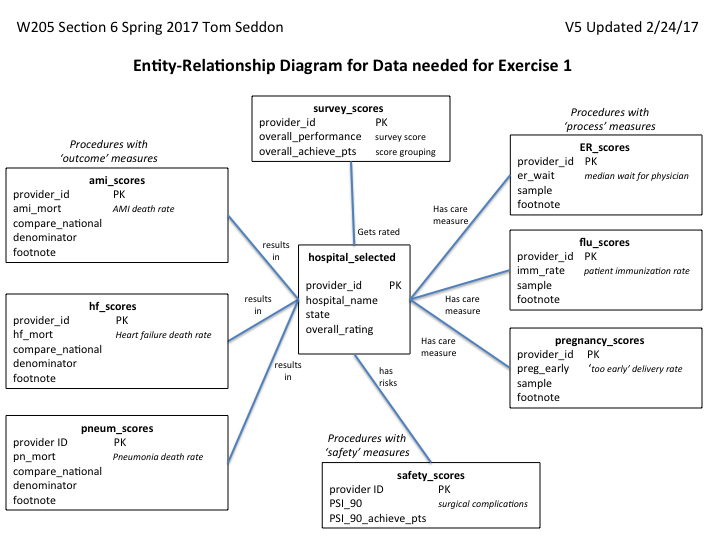 W205 Section 6 Spring 2017 Tom Seddon
V5 Updated 2/24/17
Entity-Relationship Diagram for Data needed for Exercise 1
survey_scores
provider_id PK
overall_performance survey score
overall_achieve_pts score grouping
Procedures with
‘outcome’ measures
ami_scores
provider_id PK
ami_mort AMI death rate
compare_national
denominator
footnote
hf_scores
provider_id PK
hf_mort Heart failure death rate
compare_national
denominator
footnote
pneum_scores
provider ID PK
pn_mort Pneumonia death rate
compare_national
denominator
footnote
results
in
results
in
results
in
Gets rated
hospital_selected
provider_id PK
hospital_name
state
overall_rating
has
risks
Procedures with
‘safety’ measures
safety_scores
provider ID PK
PSI_90 surgical complications
PSI_90_achieve_pts
Has care
measure
Has care
measure
Has care
measure
Procedures with
‘process’ measures
ER_scores
provider_id PK
er_wait median wait for physician
sample
footnote
flu_scores
provider_id PK
imm_rate patient immunization rate
sample
footnote
pregnancy_scores
provider_id PK
preg_early ‘too early’ delivery rate
sample
footnote